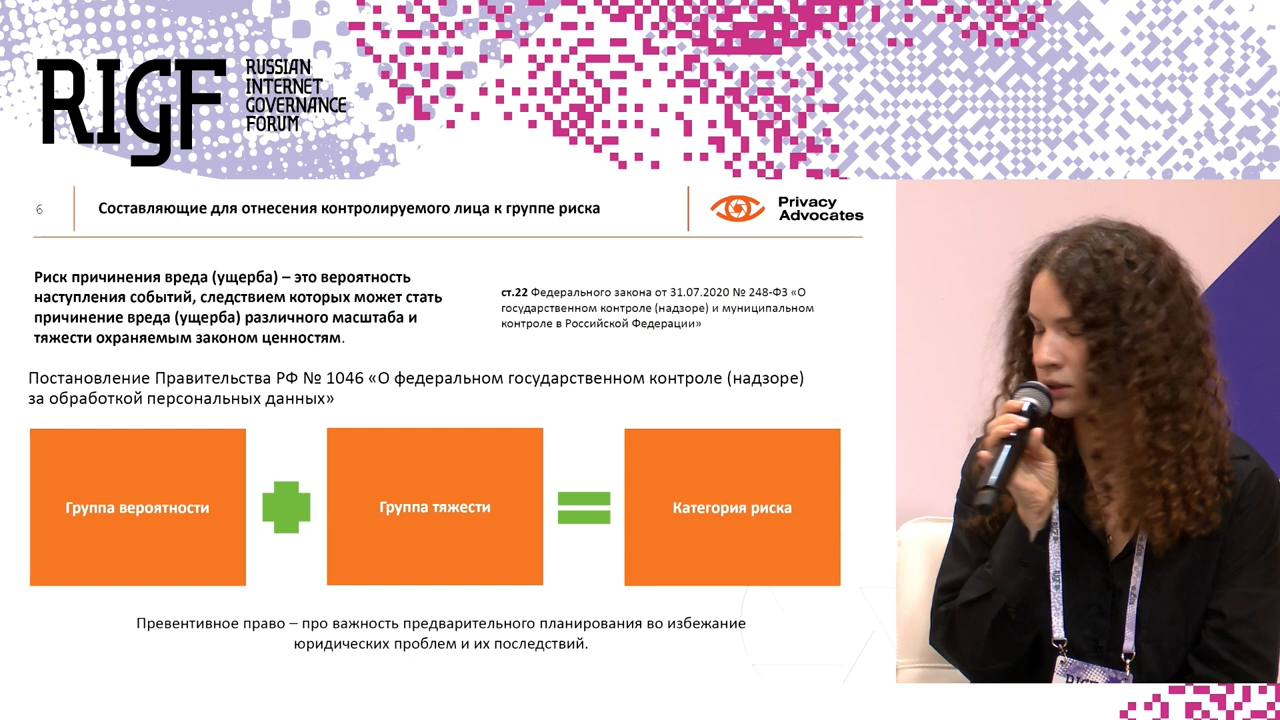 RIGF
RUSSIAN
INTERNET
GOVERNANCE
FORUM
6
Составляющие для отнесения контролируемого лица к группе риска
Privacy
Advocates
Риск причинения вреда (ущерба) – это вероятность
наступления событий, следствием которых может стать
причинение вреда (ущерба) различного масштаба и
тяжести охраняемым законом ценностям.
ст.22 Федерального закона от 31.07.2020 № 248-ФЗ «О
государственном контроле (надзоре) и муниципальном
контроле в Российской Федерации»
Постановление Правительства РФ № 1046 «О федеральном государственном контроле (надзоре)
за обработкой персональных данных»
Группа вероятности
Группа тяжести
Категория риска
Превентивное право – про важность предварительного планирования во избежание
юридических проблем и их последствий.
RIGF